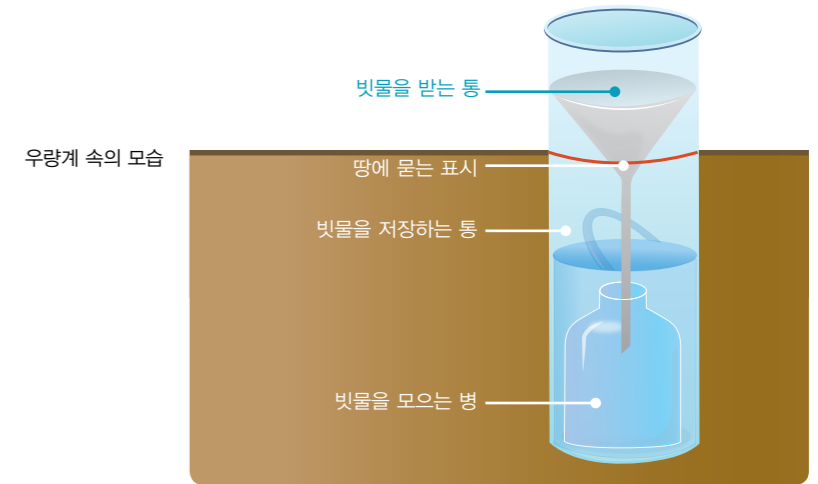 빗물을 받는 통
우량계 속의 모습
땅에 묻는 표시
빗물을 저장하는 통
빗물을 모으는 병